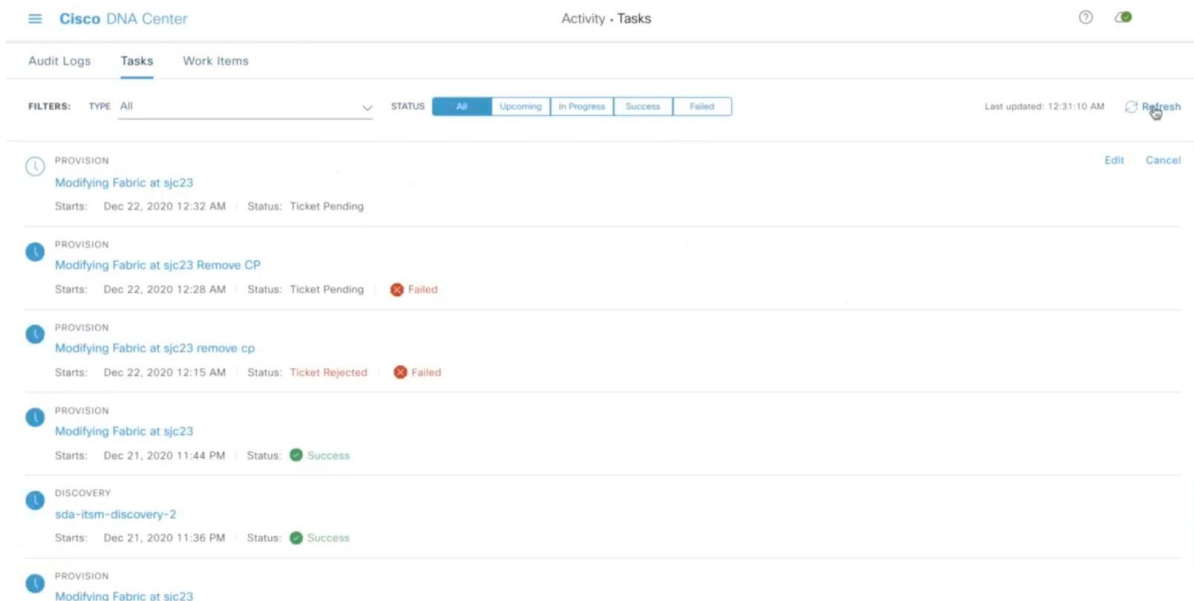 Cisco DNA Center Activity • Tasks
Audit Logs Tasks Work Items
FILTERS: TYPE All STATUS All Upcoming In Progress Success Failed Last updated: 12:31:10 AM Refresh
PROVISION Edit Cancel
Modifying Fabric at sjc23
Starts: Dec 22, 2020 12:32 AM Status: Ticket Pending
PROVISION
Modifying Fabric at sjc23 Remove CP
Starts: Dec 22, 2020 12:28 AM Status: Ticket Pending Failed
PROVISION
Modifying Fabric at sjc23 remove cp
Starts: Dec 22, 2020 12:15 AM Status: Ticket Rejected Failed
PROVISION
Modifying Fabric at sjc23
Starts: Dec 21, 2020 11:44 PM Status: Success
DISCOVERY
sda-itsm-discovery-2
Starts: Dec 21, 2020 11:36 PM Status: Success
PROVISION
Modifying Fabric at sjc23